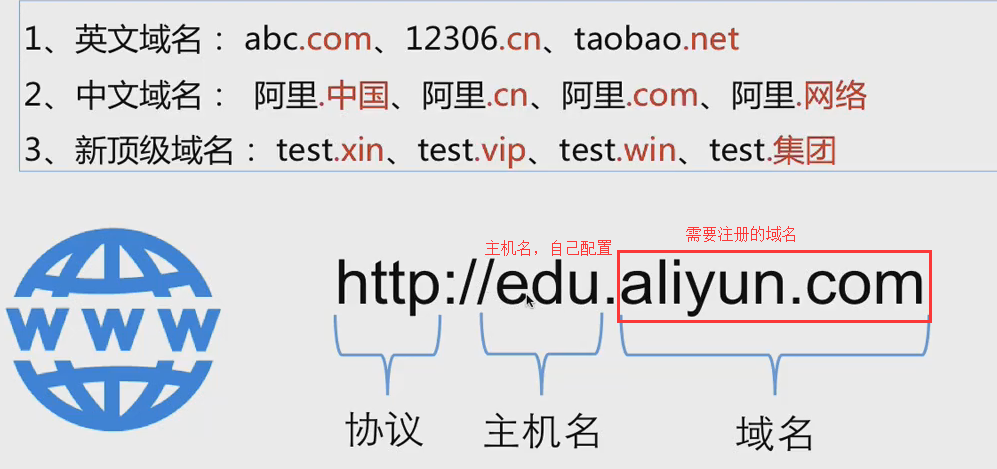 1、英文域名： abc.com、12306.cn、taobao.net
2、中文域名： 阿里.中国、阿里.cn、阿里.com、阿里.网络
3、新顶级域名： test.xin、test.vip、test.win、test.集团
需要注册的域名
主机名，自己配置
http://edu.aliyun.com
WWW
协议 主机名 域名